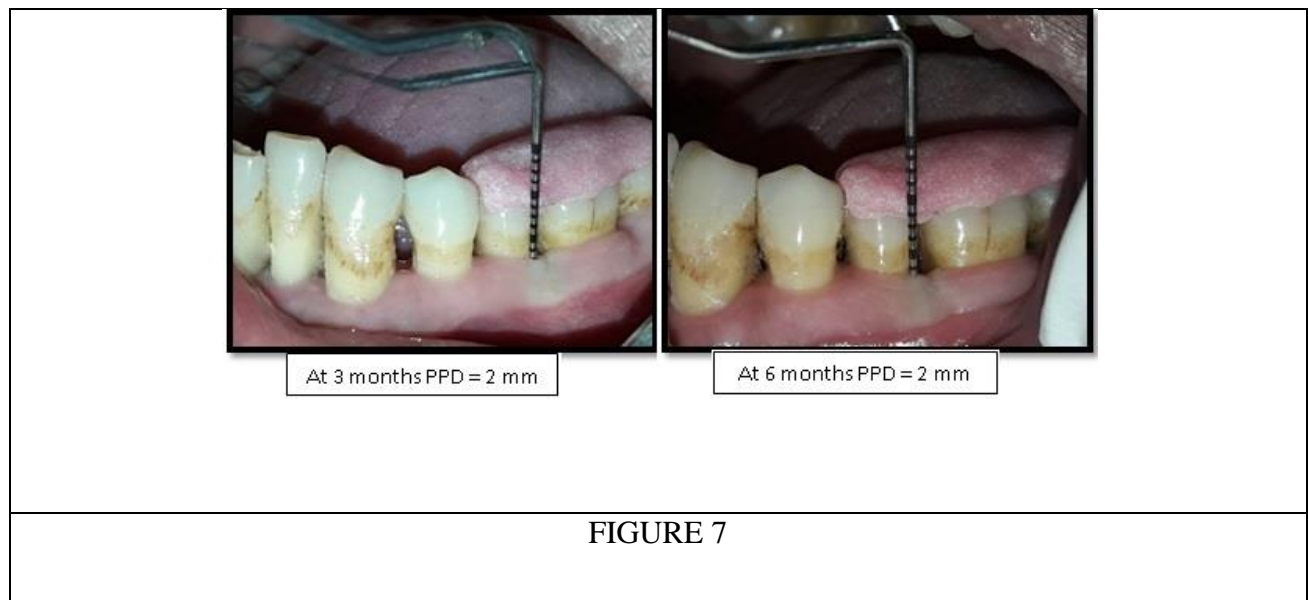 At 3 months PPD = 2 mm
At 6 months PPD = 2 mm
FIGURE 7